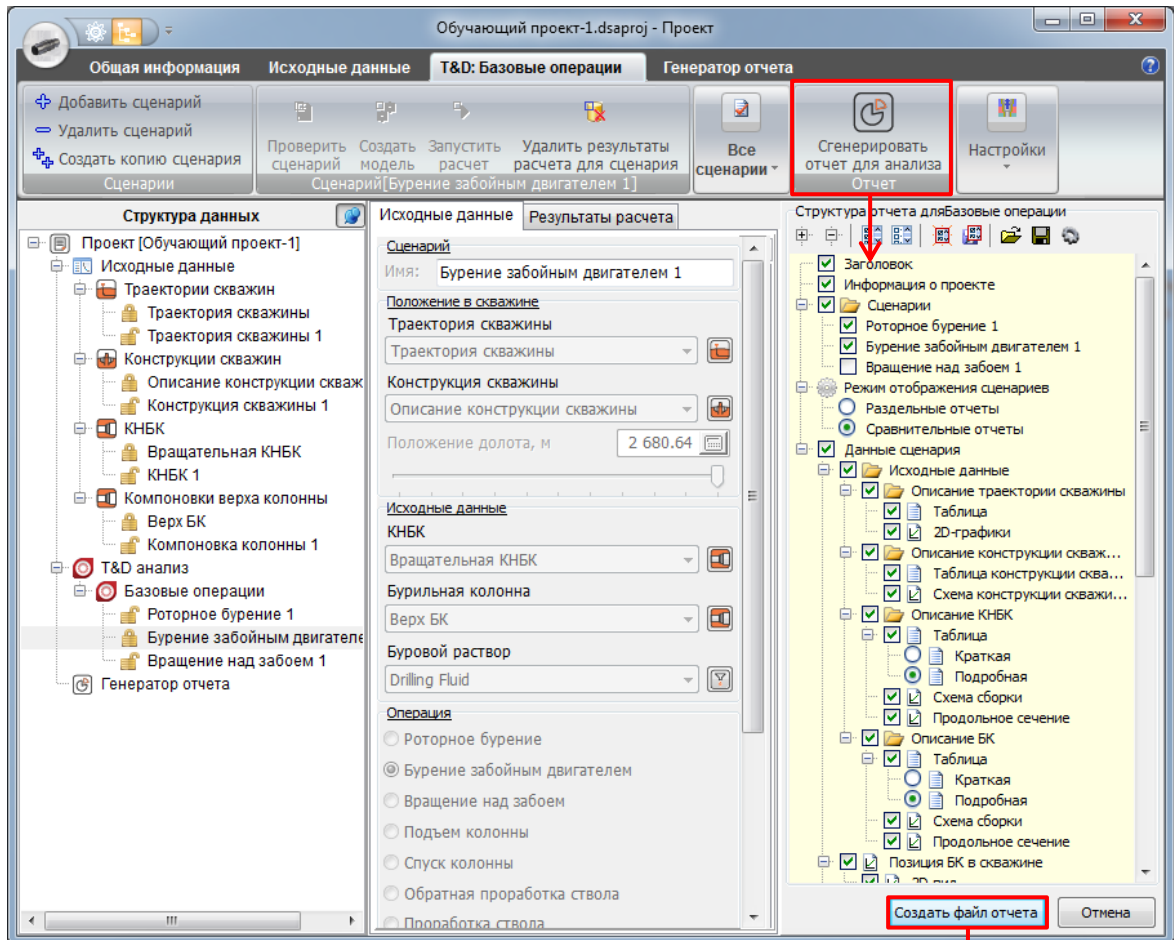 Обучающий проект-1.dsaproj - Проект
Общая информация
Исходные данные
T&D: Базовые операции
Генератор отчета
Добавить сценарий
Удалить сценарий
Создать копию сценария
Сценарии
Проверить сценарий
Создать модель
Запустить расчет
Удалить результаты расчета для сценария
Сценарий[Бурение забойным двигателем 1]
Все сценарии
Сгенерировать отчет для анализа
Отчет
Настройки
Структура данных
Проект [Обучающий проект-1]
Исходные данные
Траектории скважин
Траектория скважины
Траектория скважины 1
Конструкции скважин
Описание конструкции скваж
Конструкция скважины 1
КНБК
Вращательная КНБК
КНБК 1
Компоновки верха колонны
Верх БК
Компоновка колонны 1
T&D анализ
Базовые операции
Роторное бурение 1
Бурение забойным двигателе
Вращение над забоем 1
Генератор отчета
Исходные данные
Результаты расчета
Сценарий
Имя: Бурение забойным двигателем 1
Положение в скважине
Траектория скважины
Траектория скважины
Конструкция скважины
Описание конструкции скважины
Положение долота, м 2 680.64
Исходные данные
КНБК
Вращательная КНБК
Бурильная колонна
Верх БК
Буровой раствор
Drilling Fluid
Операция
Роторное бурение
Бурение забойным двигателем
Вращение над забоем
Подъем колонны
Спуск колонны
Обратная проработка ствола
Проработка ствола
Структура отчета дляБазовые операции
Заголовок
Информация о проекте
Сценарии
Роторное бурение 1
Бурение забойным двигателем 1
Вращение над забоем 1
Режим отображения сценариев
Раздельные отчеты
Сравнительные отчеты
Данные сценария
Исходные данные
Описание траектории скважины
Таблица
2D-графики
Описание конструкции скваж...
Таблица конструкции сква...
Схема конструкции скважи...
Описание КНБК
Таблица
Краткая
Подробная
Схема сборки
Продольное сечение
Описание БК
Таблица
Краткая
Подробная
Схема сборки
Продольное сечение
Позиция БК в скважине
2D-вид
Создать файл отчета
Отмена